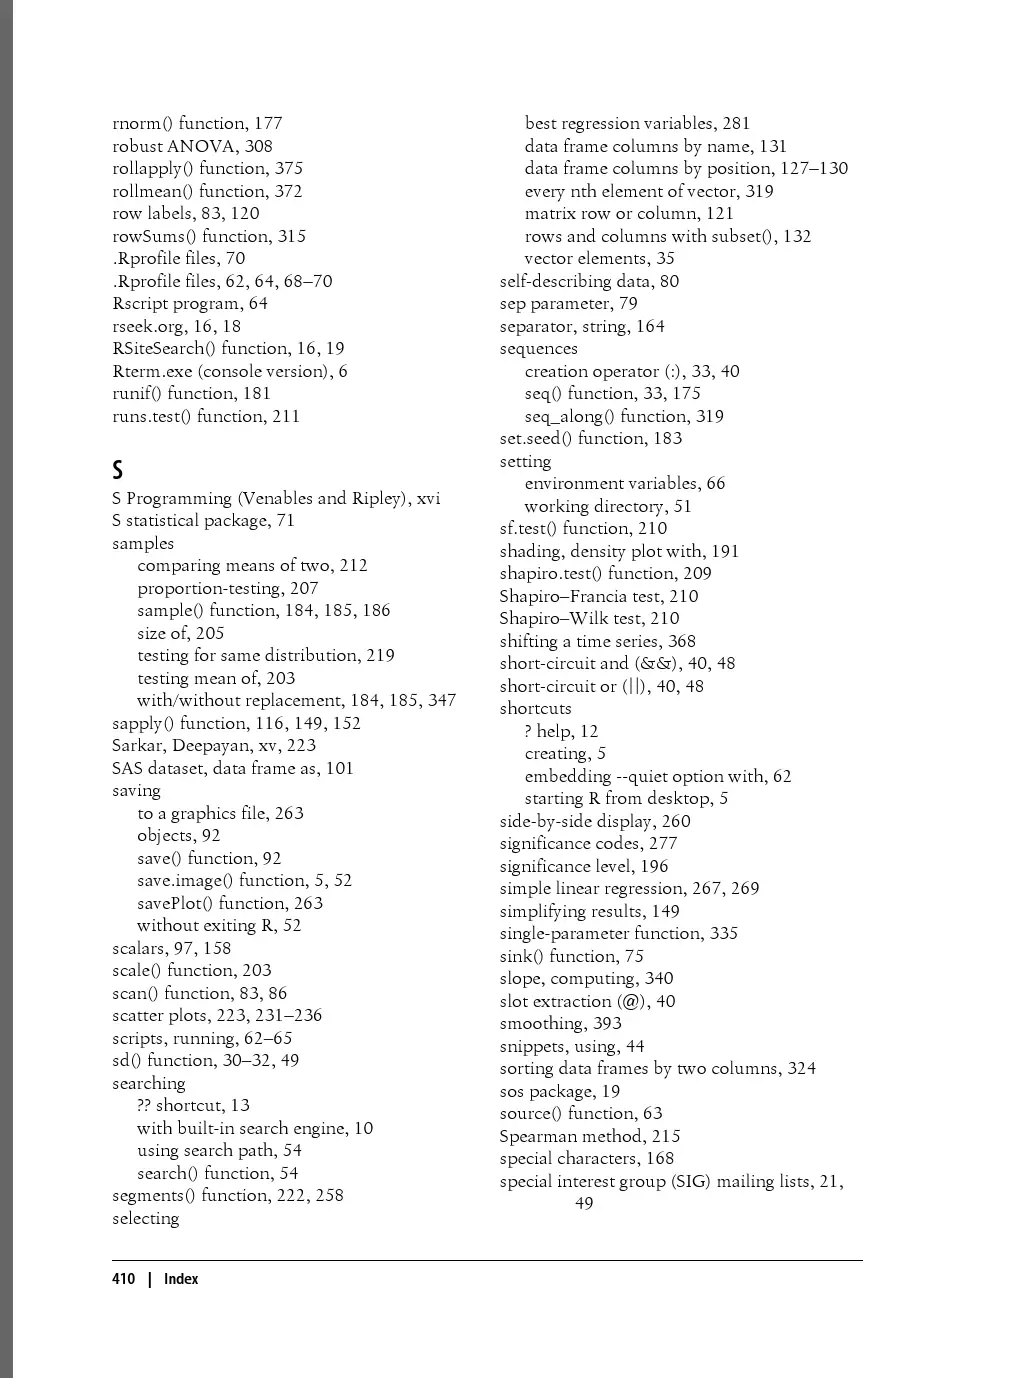 rnorm() function, 177
robust ANOVA, 308
rollapply() function, 375
rollmean() function, 372
row labels, 83, 120
rowSums() function, 315
.Rprofile files, 70
.Rprofile files, 62, 64, 68–70
Rscript program, 64
rseek.org, 16, 18
RSiteSearch() function, 16, 19
Rterm.exe (console version), 6
runif() function, 181
runs.test() function, 211
S
S Programming (Venables and Ripley), xvi
S statistical package, 71
samples
comparing means of two, 212
proportion-testing, 207
sample() function, 184, 185, 186
size of, 205
testing for same distribution, 219
testing mean of, 203
with/without replacement, 184, 185, 347
sapply() function, 116, 149, 152
Sarkar, Deepayan, xv, 223
SAS dataset, data frame as, 101
saving
to a graphics file, 263
objects, 92
save() function, 92
save.image() function, 5, 52
savePlot() function, 263
without exiting R, 52
scalars, 97, 158
scale() function, 203
scan() function, 83, 86
scatter plots, 223, 231–236
scripts, running, 62–65
sd() function, 30–32, 49
searching
?? shortcut, 13
with built-in search engine, 10
using search path, 54
search() function, 54
segments() function, 222, 258
selecting
best regression variables, 281
data frame columns by name, 131
data frame columns by position, 127–130
every nth element of vector, 319
matrix row or column, 121
rows and columns with subset(), 132
vector elements, 35
self-describing data, 80
sep parameter, 79
separator, string, 164
sequences
creation operator (:), 33, 40
seq() function, 33, 175
seq_along() function, 319
set.seed() function, 183
setting
environment variables, 66
working directory, 51
sf.test() function, 210
shading, density plot with, 191
shapiro.test() function, 209
Shapiro–Francia test, 210
Shapiro–Wilk test, 210
shifting a time series, 368
short-circuit and (&&), 40, 48
short-circuit or (||), 40, 48
shortcuts
? help, 12
creating, 5
embedding --quiet option with, 62
starting R from desktop, 5
side-by-side display, 260
significance codes, 277
significance level, 196
simple linear regression, 267, 269
simplifying results, 149
single-parameter function, 335
sink() function, 75
slope, computing, 340
slot extraction (@), 40
smoothing, 393
snippets, using, 44
sorting data frames by two columns, 324
sos package, 19
source() function, 63
Spearman method, 215
special characters, 168
special interest group (SIG) mailing lists, 21,
49
410 | Index